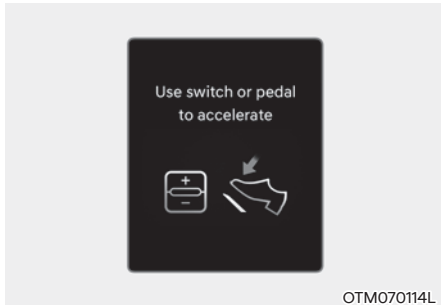 Use switch or pedal
to accelerate
+
−
OTM070114L